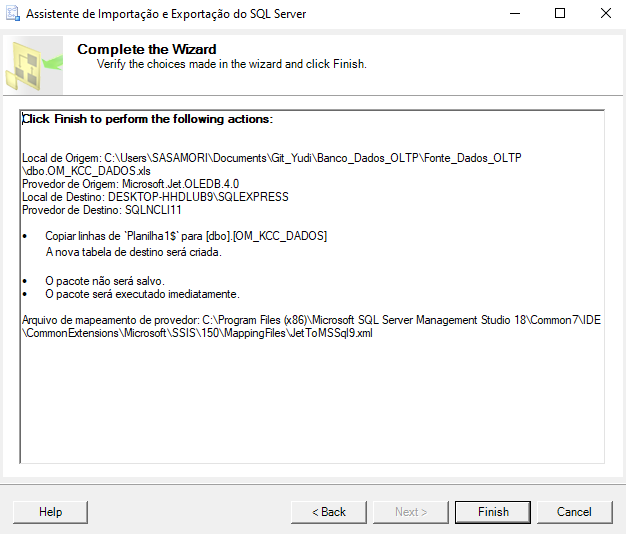 Assistente de Importação e Exportação do SQL Server
Complete the Wizard
Verify the choices made in the wizard and click Finish.
Click Finish to perform the following actions:
Local de Origem: C:\Users\SASAMORI\Documents\Git_Yudi\Banco_Dados_OLTP\Fonte_Dados_OLTP
\dbo.OM_KCC_DADOS.xls
Provedor de Origem: Microsoft.Jet.OLEDB.4.0
Local de Destino: DESKTOP-HHDLUB9\SQLEXPRESS
Provedor de Destino: SQLNCLI11
• Copiar linhas de `Planilha1$` para [dbo].[OM_KCC_DADOS]
A nova tabela de destino será criada.
• O pacote não será salvo.
• O pacote será executado imediatamente.
Arquivo de mapeamento de provedor: C:\Program Files (x86)\Microsoft SQL Server Management Studio 18\Common7\IDE
\CommonExtensions\Microsoft\SSIS\150\MappingFiles\JetToMSSql9.xml
Help
< Back
Next >
Finish
Cancel